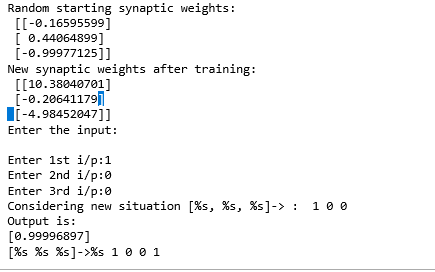 Random starting synaptic weights:
[[-0.16595599]
[ 0.44064899]
[-0.99977125]]
New synaptic weights after training:
[[10.38040701]
[-0.20641179]
[-4.98452047]]
Enter the input:
Enter 1st i/p:1
Enter 2nd i/p:0
Enter 3rd i/p:0
Considering new situation [%s, %s, %s]-> :  1 0 0
Output is:
[0.99996897]
[%s %s %s]->%s 1 0 0 1